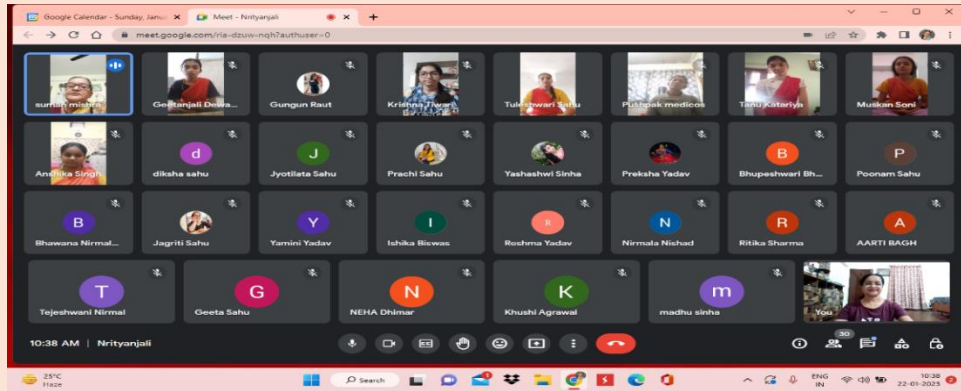 Google Calendar - Sunday, Janu
Meet - Nrityanjali
meet.google.com/ria-dzuw-nqh?authuser=0
suman mishra
Geetanjali Dewa...
Gungun Raut
Krishna Tiwari
Tuleshwari Sahu
Pushpak medicos
Tanu Katariya
Muskan Soni
Anshika Singh
d
diksha sahu
J
Jyotilata Sahu
Prachi Sahu
Yashashwi Sinha
Preksha Yadav
B
Bhupeshwari Bh...
P
Poonam Sahu
B
Bhawana Nirmal...
Jagriti Sahu
Y
Yamini Yadav
I
Ishika Biswas
R
Reshma Yadav
N
Nirmala Nishad
R
Ritika Sharma
A
AARTI BAGH
T
Tejeshwani Nirmal
G
Geeta Sahu
N
NEHA Dhimar
K
Khushi Agrawal
m
madhu sinha
You
10:38 AM | Nrityanjali
30
25°C
Haze
Search
ENG
IN
10:38
22-01-2023